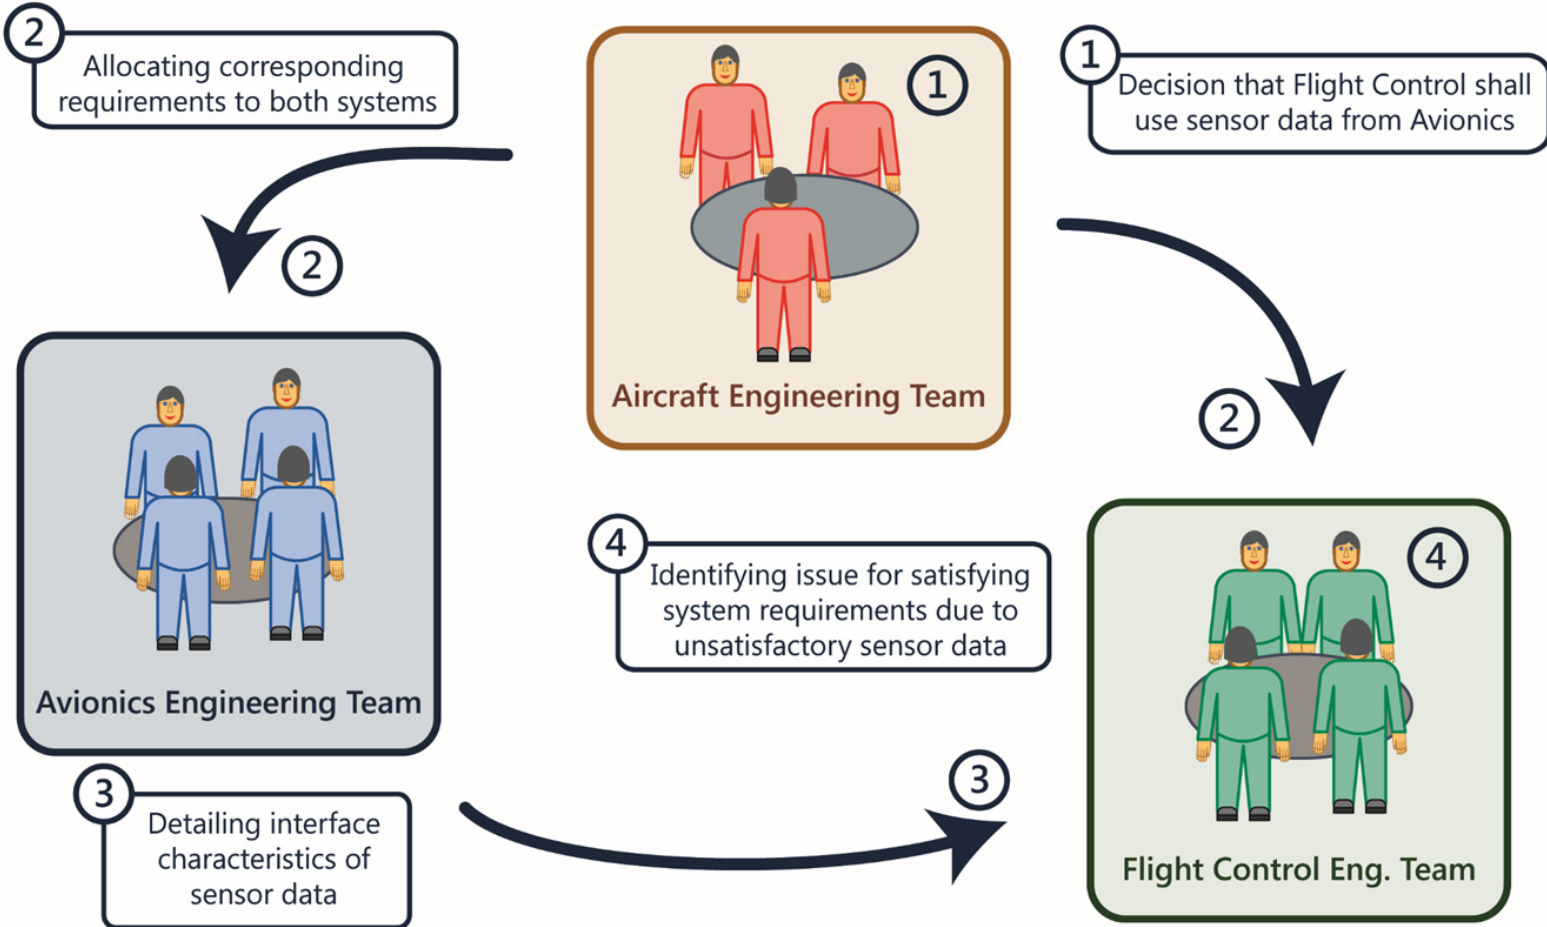 2
Allocating corresponding
requirements to both systems
1
1
Decision that Flight Control shall
use sensor data from Avionics
2
Aircraft Engineering Team
2
Avionics Engineering Team
4
Identifying issue for satisfying
system requirements due to
unsatisfactory sensor data
4
Flight Control Eng. Team
3
Detailing interface
characteristics of
sensor data
3